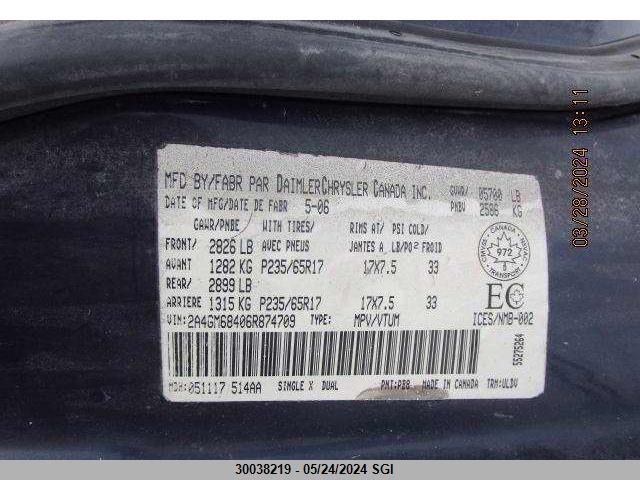 MFD BY/FABR PAR DAIMLERCHRYSLER CANADA INC.
GVWR/ 05700 LB
DATE OF MFG/DATE DE FABR 5-06
PNBV 2586 KG
GAWR/PNBE WITH TIRES/ RIMS AT/ PSI COLD/
FRONT/ 2826 LB AVEC PNEUS JANTES A LB/PO² FROID
AVANT 1282 KG P235/65R17 17X7.5 33
REAR/ 2899 LB
ARRIERE 1315 KG P235/65R17 17X7.5 33
VIN: 2A4GM68406R874709 TYPE: MPV/VTUM
MDH: 051117 514AA SINGLE X DUAL PNT: PB8 MADE IN CANADA TRM: ULDV
CANADA
972
TRANSPORT
EC
ICES/NMB-002
55275264
03/28/2024 13:11
30038219 - 05/24/2024 SGI